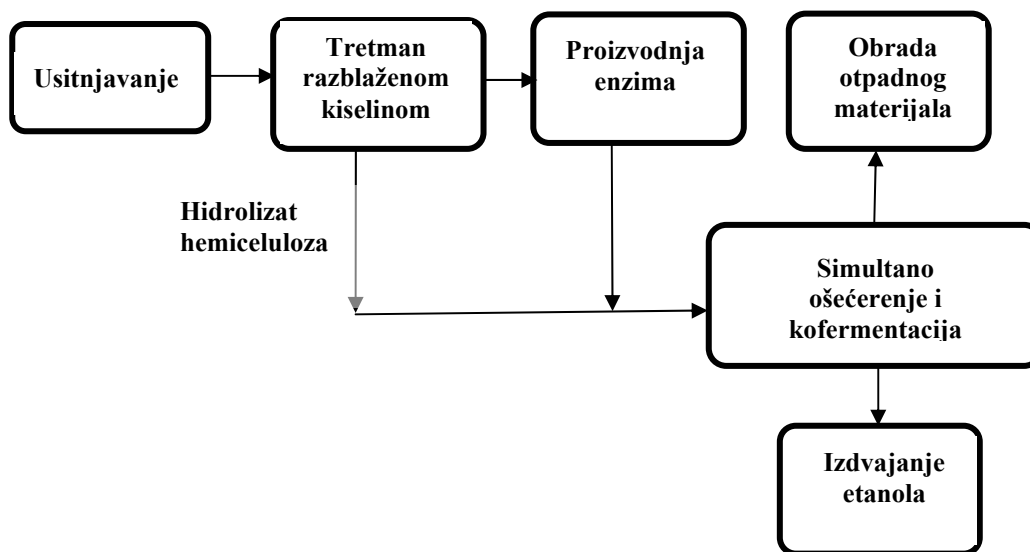 Usitnjavanje
Tretman
razblaženom
kiselinom
Proizvodnja
enzima
Obrada
otpadnog
materijala
Hidrolizat
hemiceluloza
Simultano
ošećerenje i
kofermentacija
Izdvajanje
etanola